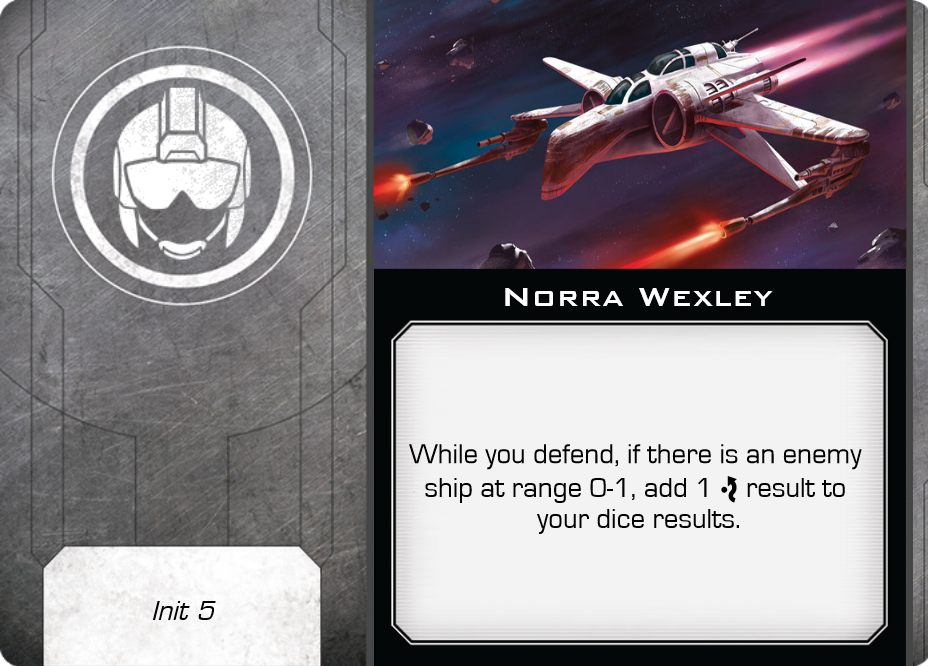 Norra Wexley
While you defend, if there is an enemy
ship at range 0-1, add 1 result to
your dice results.
Init 5